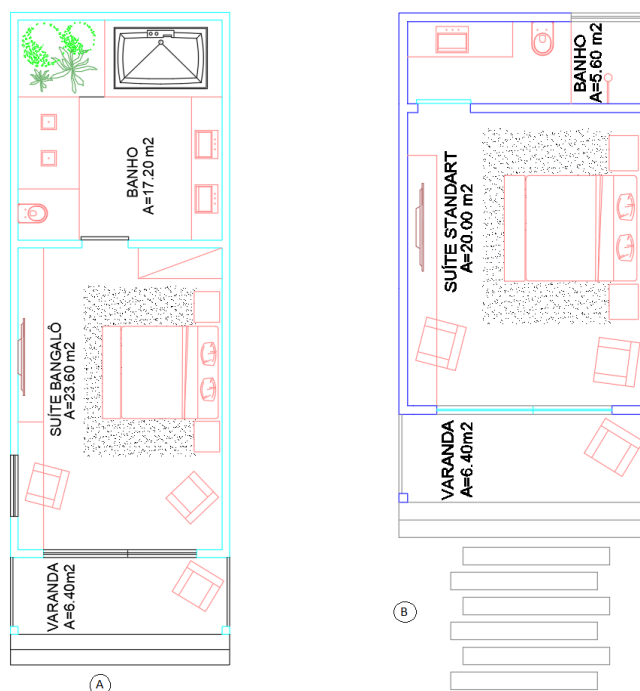 BANHO
A=17.20 m2
SUÍTE BANGALÔ
A=23.60 m2
VARANDA
A=6.40m2
A
BANHO
A=5.60 m2
SUÍTE STANDART
A=20.00 m2
VARANDA
A=6.40m2
B